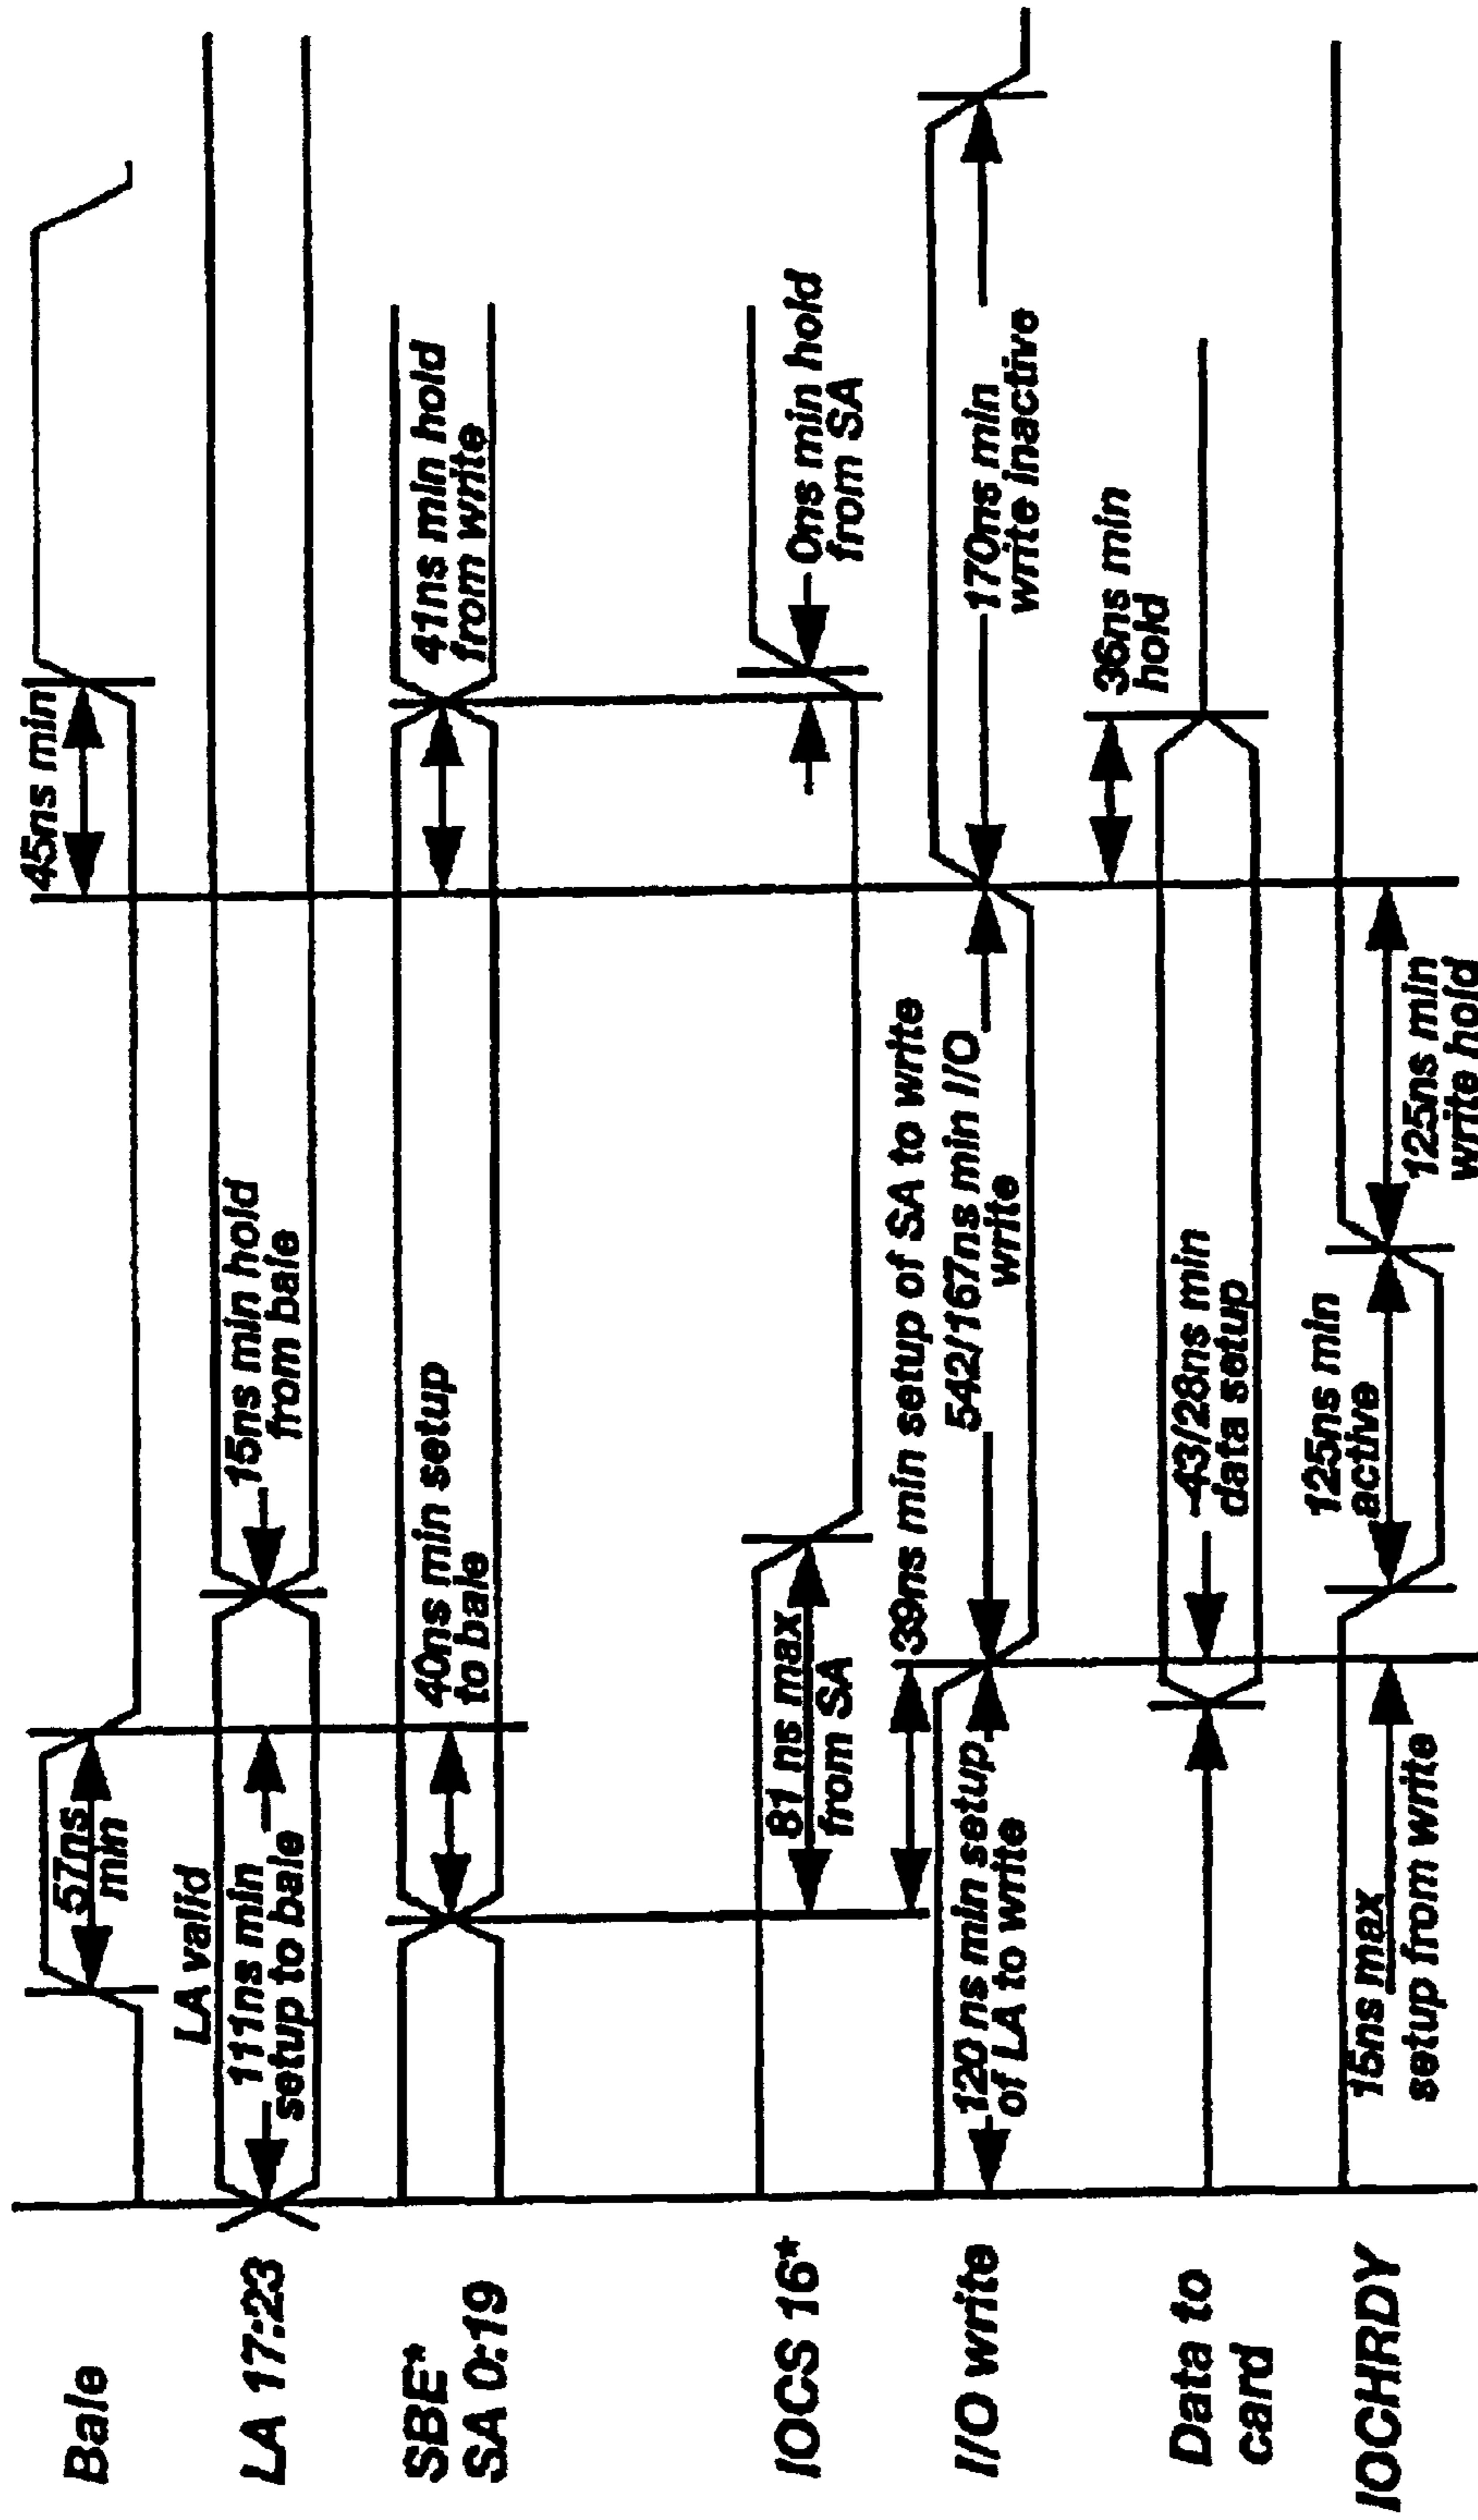 Bale
57ns
min
45ns min
LA 17:23
LA valid
111ns min
setup to bale
15ns min hold
from bale
SBE*
SA 0:19
40ns min setup
to bale
41ns min hold
from write
IOCS 16*
81 ns max
from SA
0ns min hold
from SA
39ns min setup of SA to write
I/O write
120 ns min setup
of LA to write
542/167ns min I/O
write
170ns min
write inactive
Data to
card
-43/28ns min
data setup
36ns min
hold
IOCHRDY
15ns max
setup from write
125ns min
active
125ns min
write hold